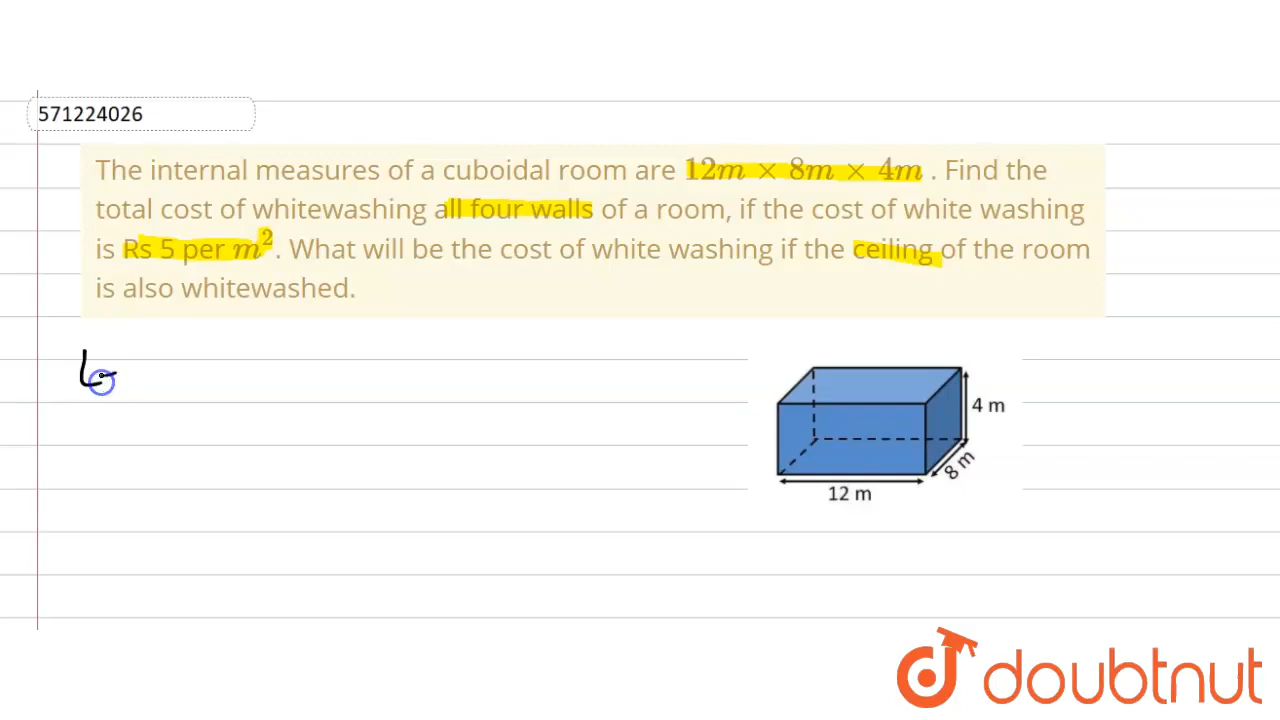 571224026
The internal measures of a cuboidal room are 12m × 8m × 4m . Find the
total cost of whitewashing all four walls of a room, if the cost of white washing
is Rs 5 per m². What will be the cost of white washing if the ceiling of the room
is also whitewashed.
4 m
8 m
12 m
doubtnut